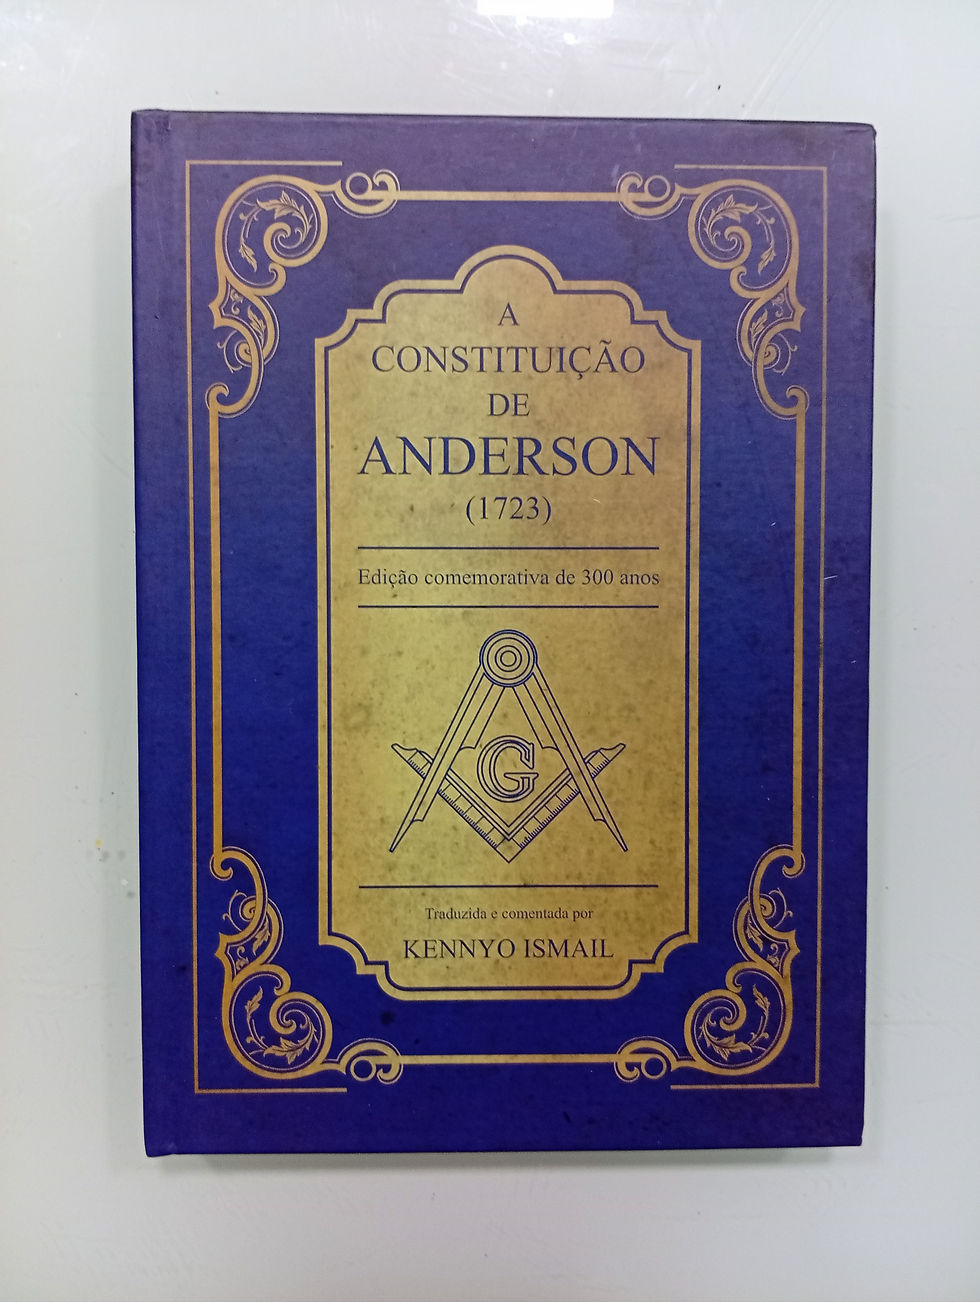 A
CONSTITUIÇÃO
DE
ANDERSON
(1723)
Edição comemorativa de 300 anos
G
Traduzida e comentada por
KENNYO ISMAIL